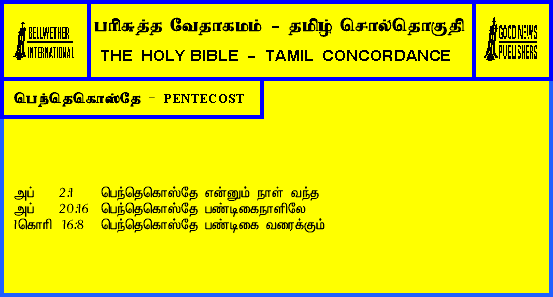 BELLWETHER
INTERNATIONAL
பரிசுத்த வேதாகமம் - தமிழ் சொல்தொகுதி
THE HOLY BIBLE - TAMIL CONCORDANCE
GOOD NEWS
PUBLISHERS
பெந்தெகொஸ்தே - PENTECOST
அப் 2:1 பெந்தெகொஸ்தே என்னும் நாள் வந்த
அப் 20:16 பெந்தெகொஸ்தே பண்டிகைநாளிலே
1கொரி 16:8 பெந்தெகொஸ்தே பண்டிகை வரைக்கும்